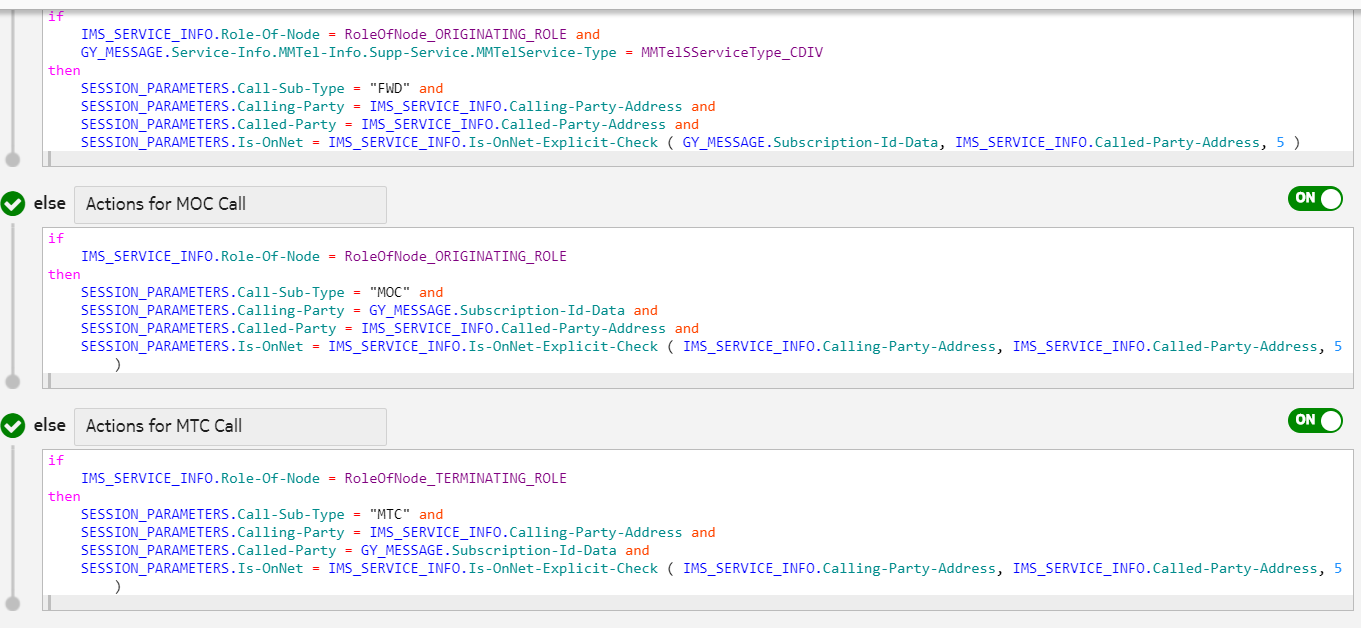 if
IMS_SERVICE_INFO.Role-Of-Node = RoleOfNode_ORIGINATING_ROLE and
GY_MESSAGE.Service-Info.MMTel-Info.Supp-Service.MMTelService-Type = MMTelSServiceType_CDIV
then
SESSION_PARAMETERS.Call-Sub-Type = "FWD" and
SESSION_PARAMETERS.Calling-Party = IMS_SERVICE_INFO.Calling-Party-Address and
SESSION_PARAMETERS.Called-Party = IMS_SERVICE_INFO.Called-Party-Address and
SESSION_PARAMETERS.Is-OnNet = IMS_SERVICE_INFO.Is-OnNet-Explicit-Check ( GY_MESSAGE.Subscription-Id-Data, IMS_SERVICE_INFO.Called-Party-Address, 5 )
else Actions for MOC Call ON
if
IMS_SERVICE_INFO.Role-Of-Node = RoleOfNode_ORIGINATING_ROLE
then
SESSION_PARAMETERS.Call-Sub-Type = "MOC" and
SESSION_PARAMETERS.Calling-Party = GY_MESSAGE.Subscription-Id-Data and
SESSION_PARAMETERS.Called-Party = IMS_SERVICE_INFO.Called-Party-Address and
SESSION_PARAMETERS.Is-OnNet = IMS_SERVICE_INFO.Is-OnNet-Explicit-Check ( IMS_SERVICE_INFO.Calling-Party-Address, IMS_SERVICE_INFO.Called-Party-Address, 5
)
else Actions for MTC Call ON
if
IMS_SERVICE_INFO.Role-Of-Node = RoleOfNode_TERMINATING_ROLE
then
SESSION_PARAMETERS.Call-Sub-Type = "MTC" and
SESSION_PARAMETERS.Calling-Party = IMS_SERVICE_INFO.Calling-Party-Address and
SESSION_PARAMETERS.Called-Party = GY_MESSAGE.Subscription-Id-Data and
SESSION_PARAMETERS.Is-OnNet = IMS_SERVICE_INFO.Is-OnNet-Explicit-Check ( IMS_SERVICE_INFO.Calling-Party-Address, IMS_SERVICE_INFO.Called-Party-Address, 5
)